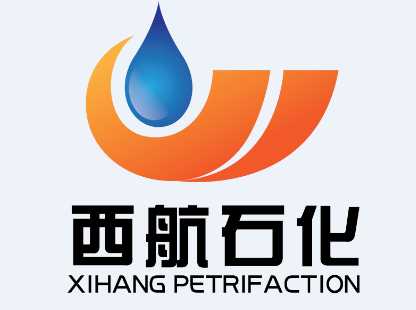 西航石化
XIHANG PETRIFACTION